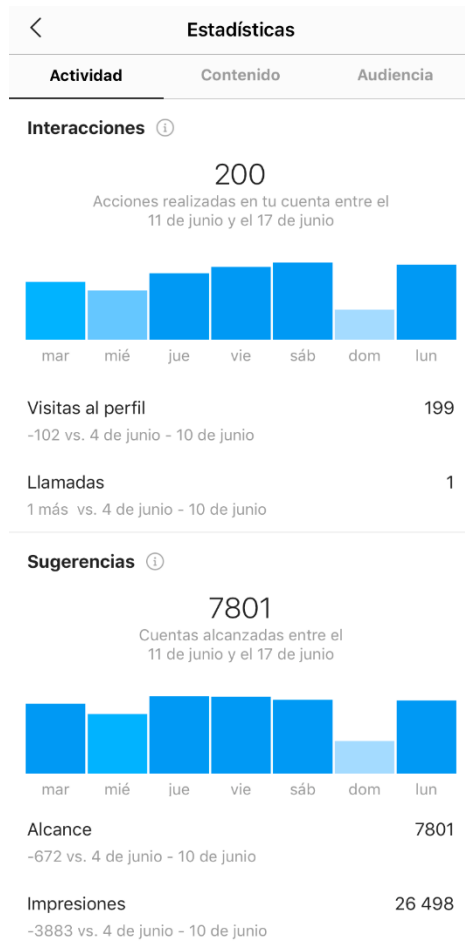 Estadísticas
Actividad Contenido Audiencia
Interacciones
200
Acciones realizadas en tu cuenta entre el
11 de junio y el 17 de junio
mar mié jue vie sáb dom lun
Visitas al perfil 199
-102 vs. 4 de junio - 10 de junio
Llamadas 1
1 más vs. 4 de junio - 10 de junio
Sugerencias
7801
Cuentas alcanzadas entre el
11 de junio y el 17 de junio
mar mié jue vie sáb dom lun
Alcance 7801
-672 vs. 4 de junio - 10 de junio
Impresiones 26 498
-3883 vs. 4 de junio - 10 de junio